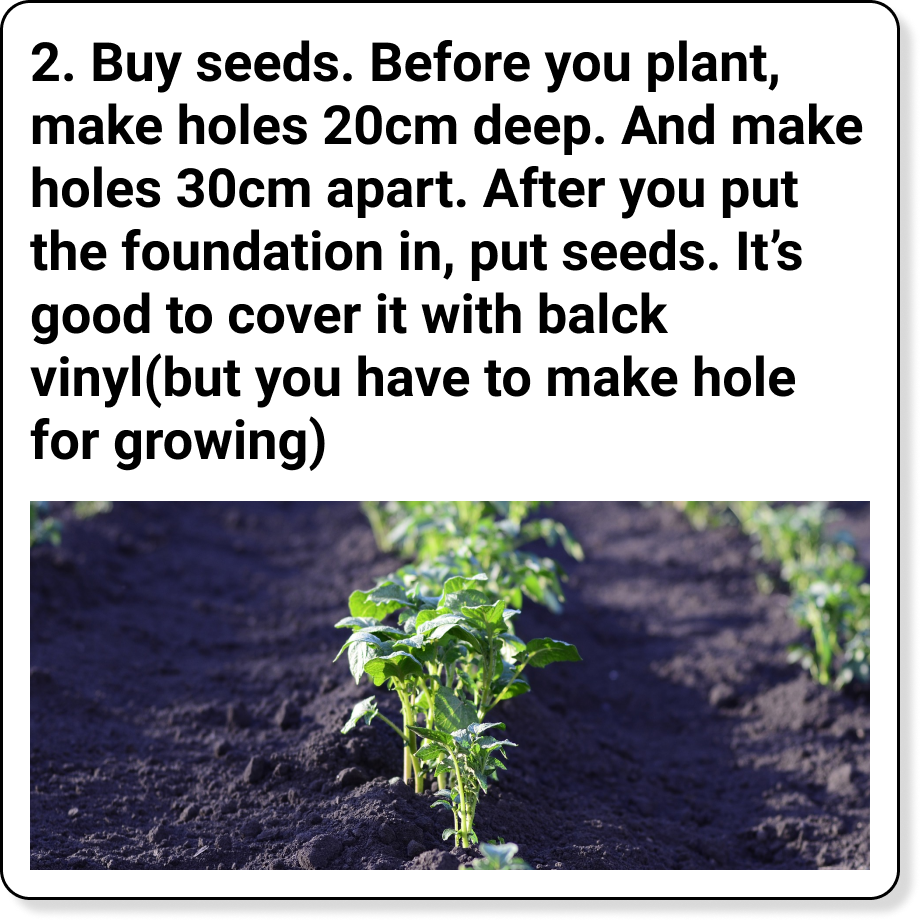 2. Buy seeds. Before you plant,
make holes 20cm deep. And make
holes 30cm apart. After you put
the foundation in, put seeds. It’s
good to cover it with balck
vinyl(but you have to make hole
for growing)